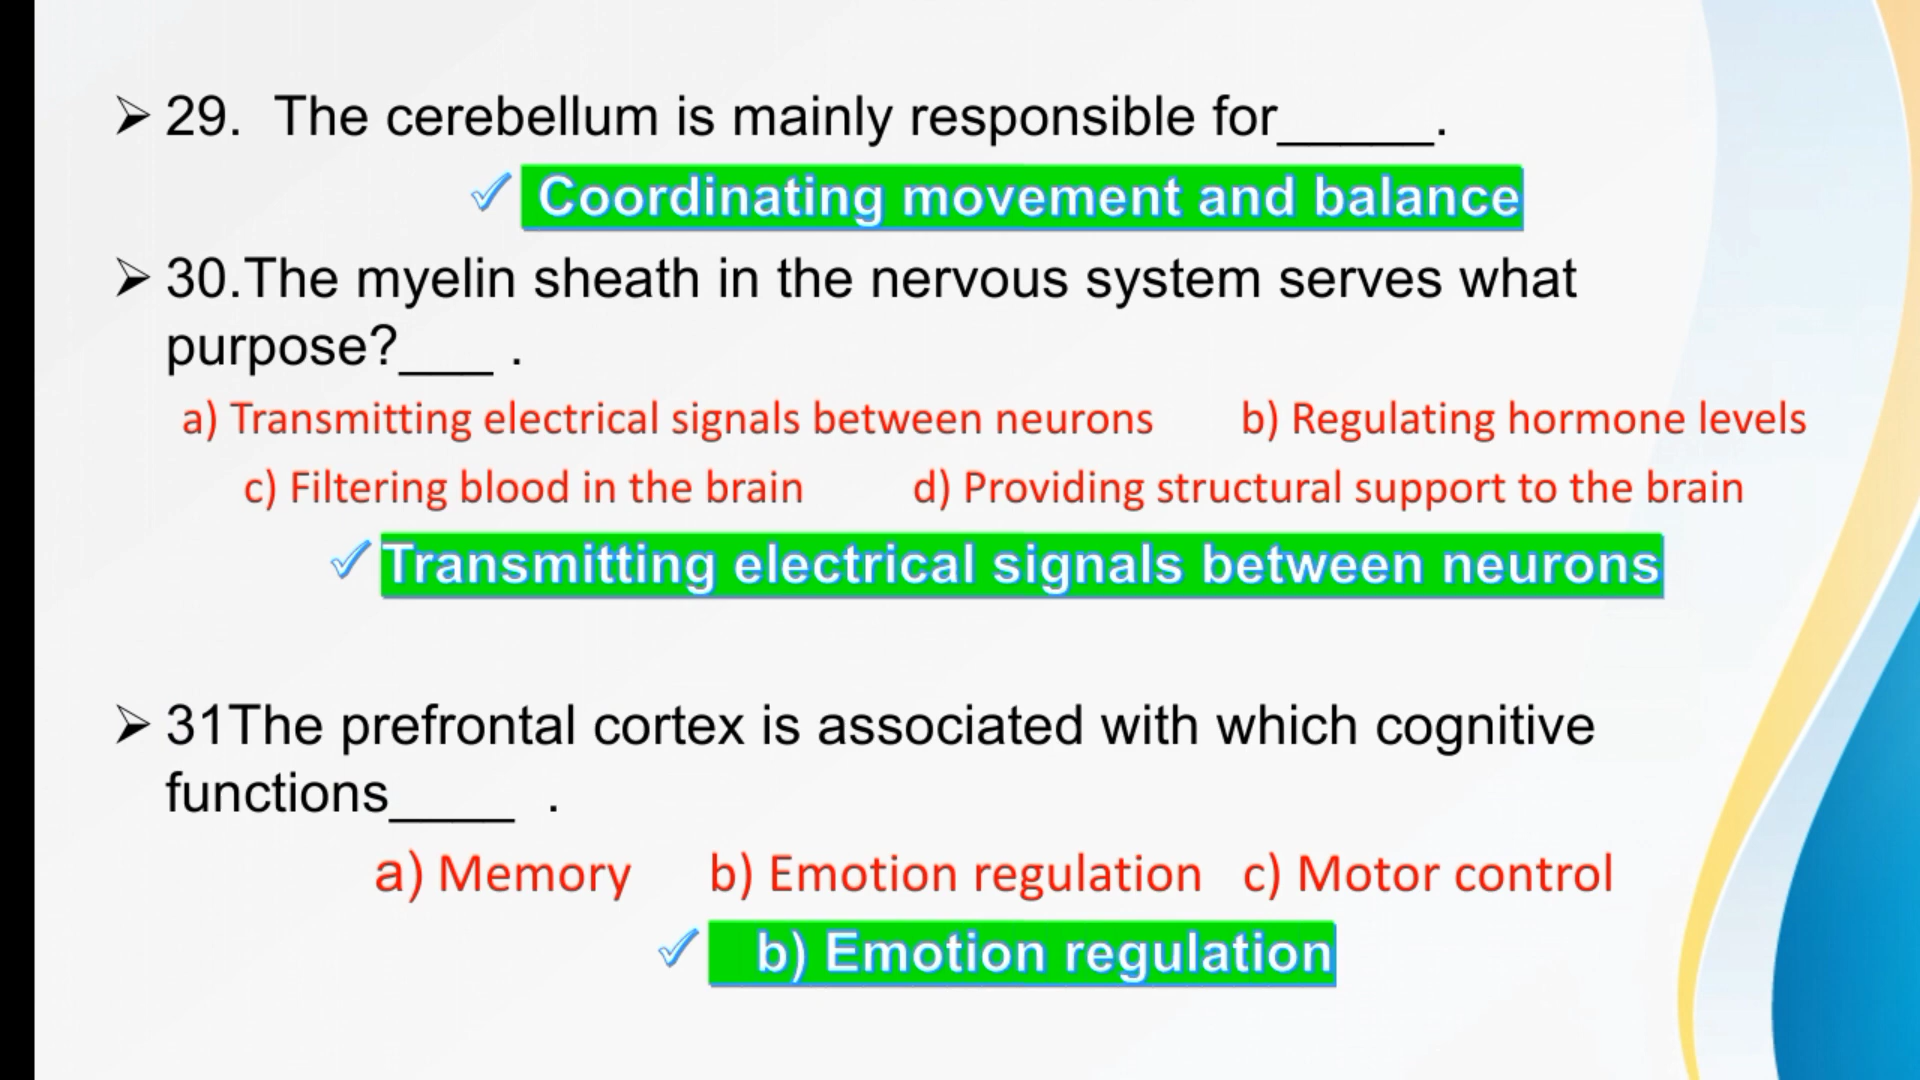 ➢ 29. The cerebellum is mainly responsible for_____.
✓ Coordinating movement and balance
➢ 30.The myelin sheath in the nervous system serves what
purpose?___ .
a) Transmitting electrical signals between neurons b) Regulating hormone levels
c) Filtering blood in the brain d) Providing structural support to the brain
✓ Transmitting electrical signals between neurons
➢ 31The prefrontal cortex is associated with which cognitive
functions____ .
a) Memory b) Emotion regulation c) Motor control
✓ b) Emotion regulation